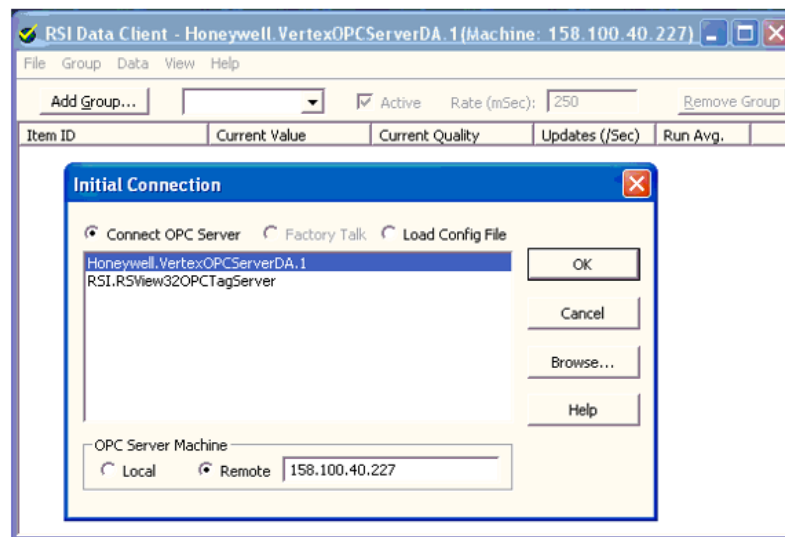 RSI Data Client - Honeywell.VertexOPCServerDA.1(Machine: 158.100.40.227)
File Group Data View Help
Add Group... Active Rate (mSec): 250 Remove Group
Item ID Current Value Current Quality Updates (/Sec) Run Avg.
Initial Connection
Connect OPC Server Factory Talk Load Config File
Honeywell.VertexOPCServerDA.1
RSI.RSView32OPCTagServer
OK
Cancel
Browse...
Help
OPC Server Machine
Local Remote 158.100.40.227